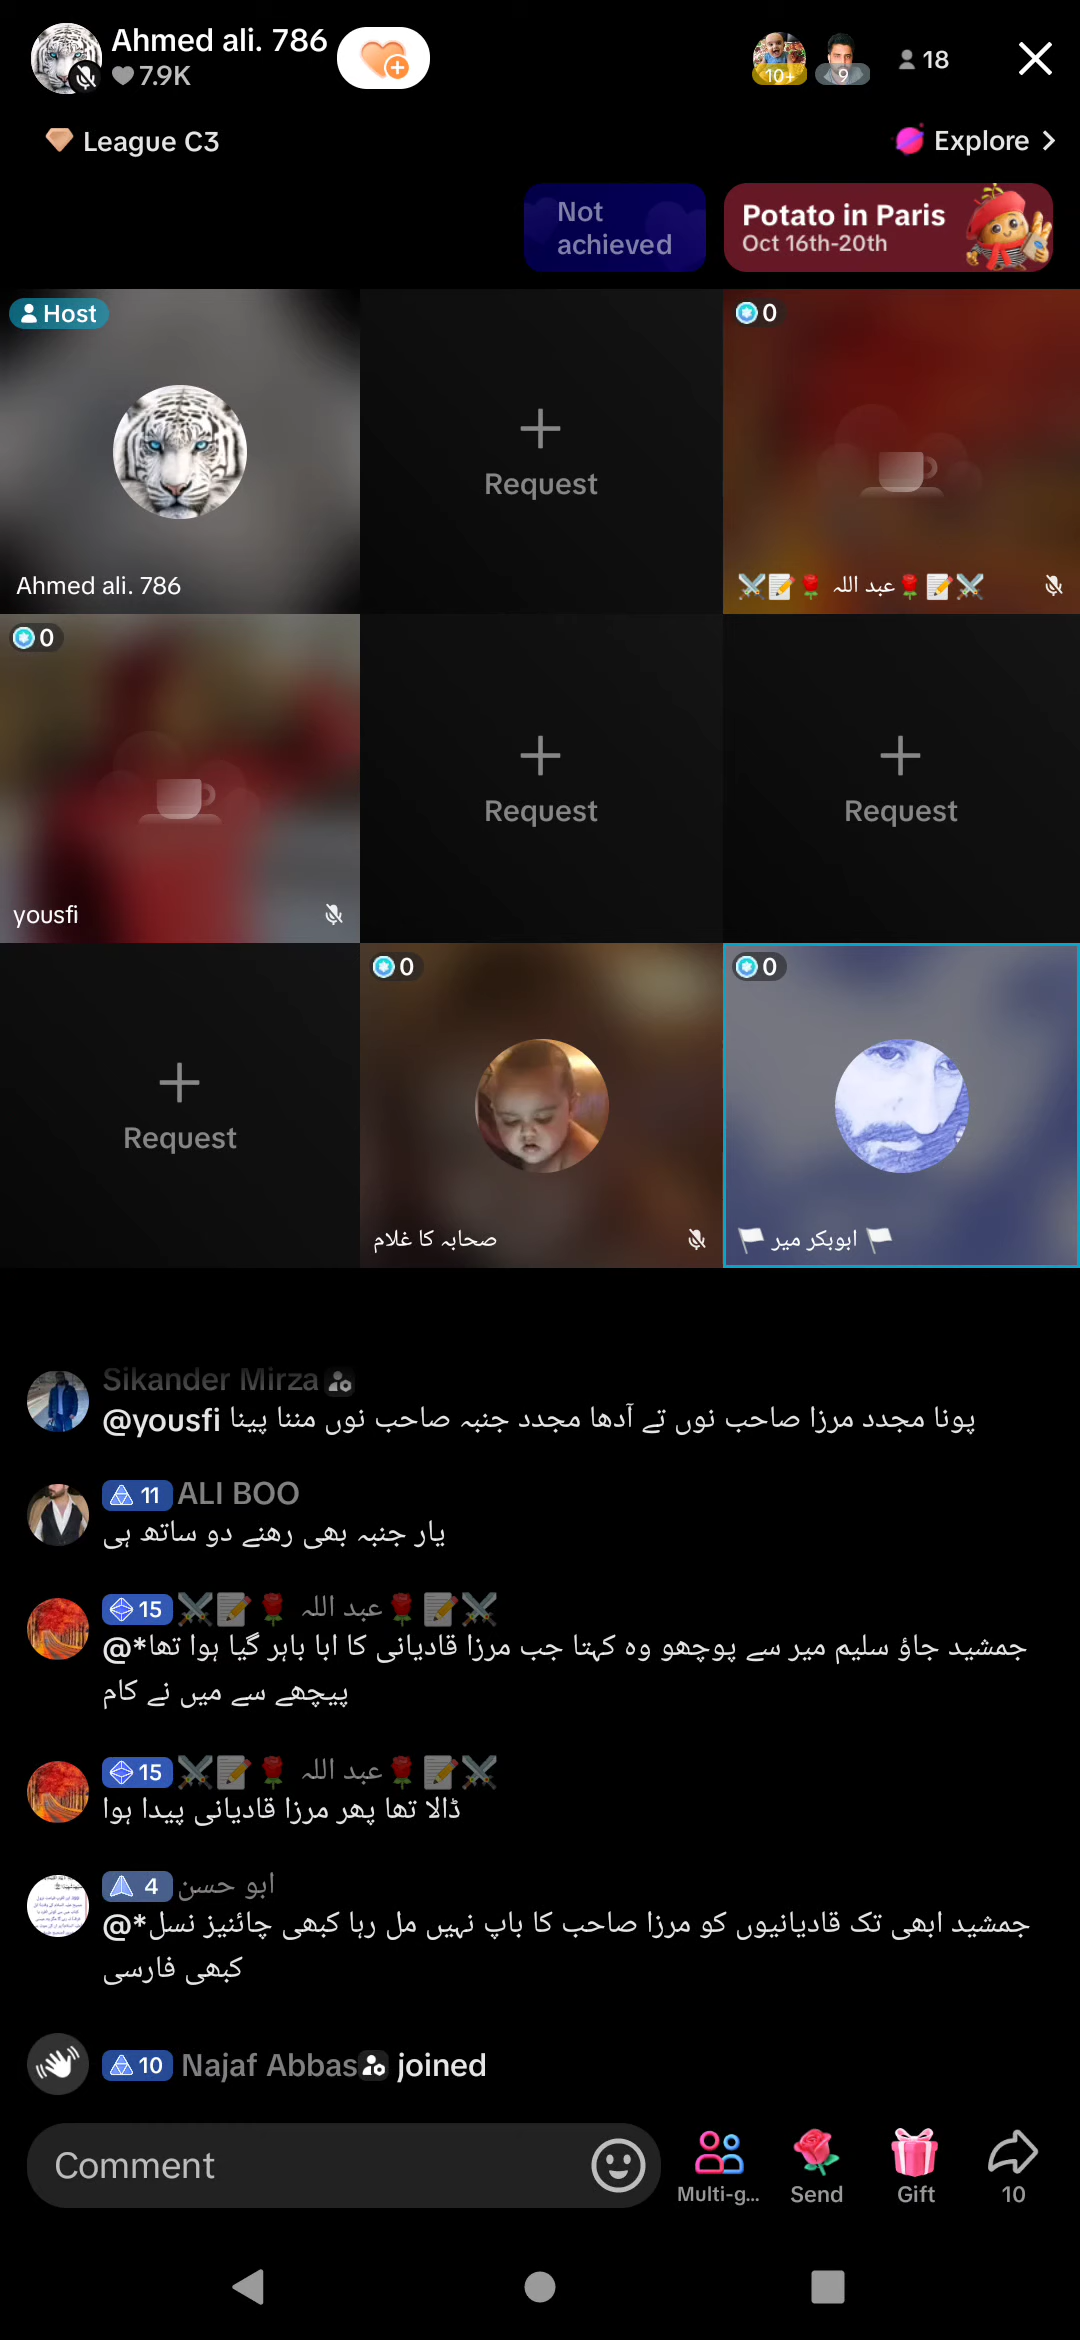 Ahmed ali. 786
7.9K
10+
9
18
League C3
Explore
Not
achieved
Potato in Paris
Oct 16th-20th
Host
Ahmed ali. 786
Request
0
⚔️📝🌹 عبد اللہ 🌹📝⚔️
0
yousfi
Request
Request
Request
0
صحابہ کا غلام
0
🏳️ ابوبکر میر 🏳️
Sikander Mirza
@yousfi پونا مجدد مرزا صاحب نوں تے آدھا مجدد جنبہ صاحب نوں مننا پینا
11 ALI BOO
یار جنبہ بھی رھنے دو ساتھ ہی
15 ⚔️📝🌹 عبد اللہ 🌹📝⚔️
@*جمشید جاؤ سلیم میر سے پوچھو وہ کہتا جب مرزا قادیانی کا ابا باہر گیا ہوا تھا
پیچھے سے میں نے کام
15 ⚔️📝🌹 عبد اللہ 🌹📝⚔️
ڈالا تھا پھر مرزا قادیانی پیدا ہوا
4 ابو حسن
@*جمشید ابھی تک قادیانیوں کو مرزا صاحب کا باپ نہیں مل رہا کبھی چائنیز نسل
کبھی فارسی
10 Najaf Abbas joined
Comment
Multi-g...
Send
Gift
10